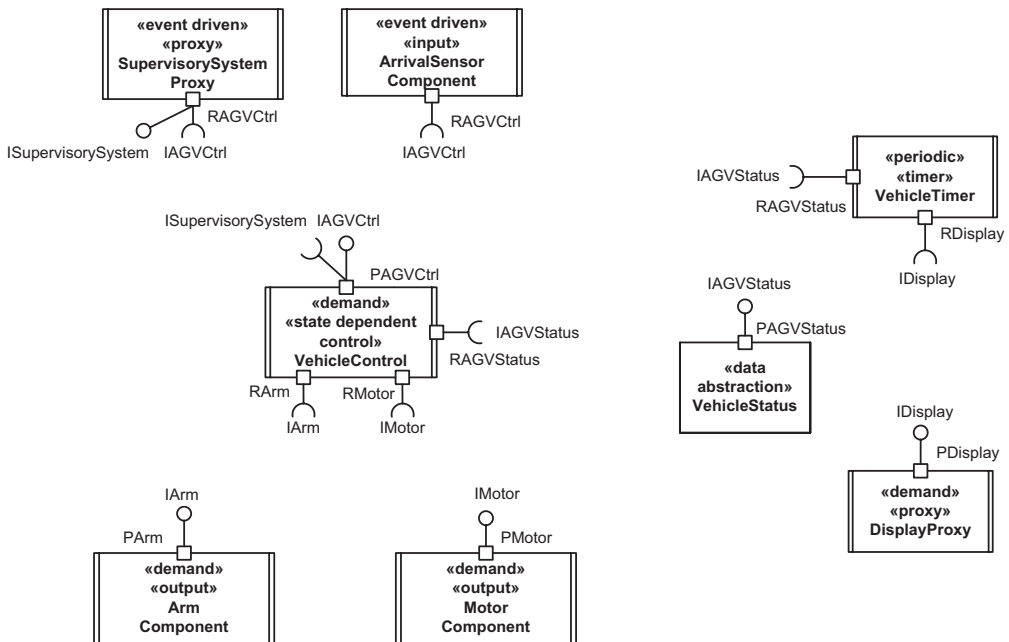 «event driven»
«proxy»
SupervisorySystem
Proxy
RAGVCtrl
ISupervisorySystem IAGVCtrl
«event driven»
«input»
ArrivalSensor
Component
RAGVCtrl
IAGVCtrl
IAGVStatus
RAGVStatus
«periodic»
«timer»
VehicleTimer
RDisplay
IDisplay
ISupervisorySystem IAGVCtrl
PAGVCtrl
«demand»
«state dependent
control»
VehicleControl
IAGVStatus
RAGVStatus
RArm
RMotor
IArm
IMotor
IAGVStatus
PAGVStatus
«data
abstraction»
VehicleStatus
IDisplay
PDisplay
«demand»
«proxy»
DisplayProxy
IArm
PArm
«demand»
«output»
Arm
Component
IMotor
PMotor
«demand»
«output»
Motor
Component